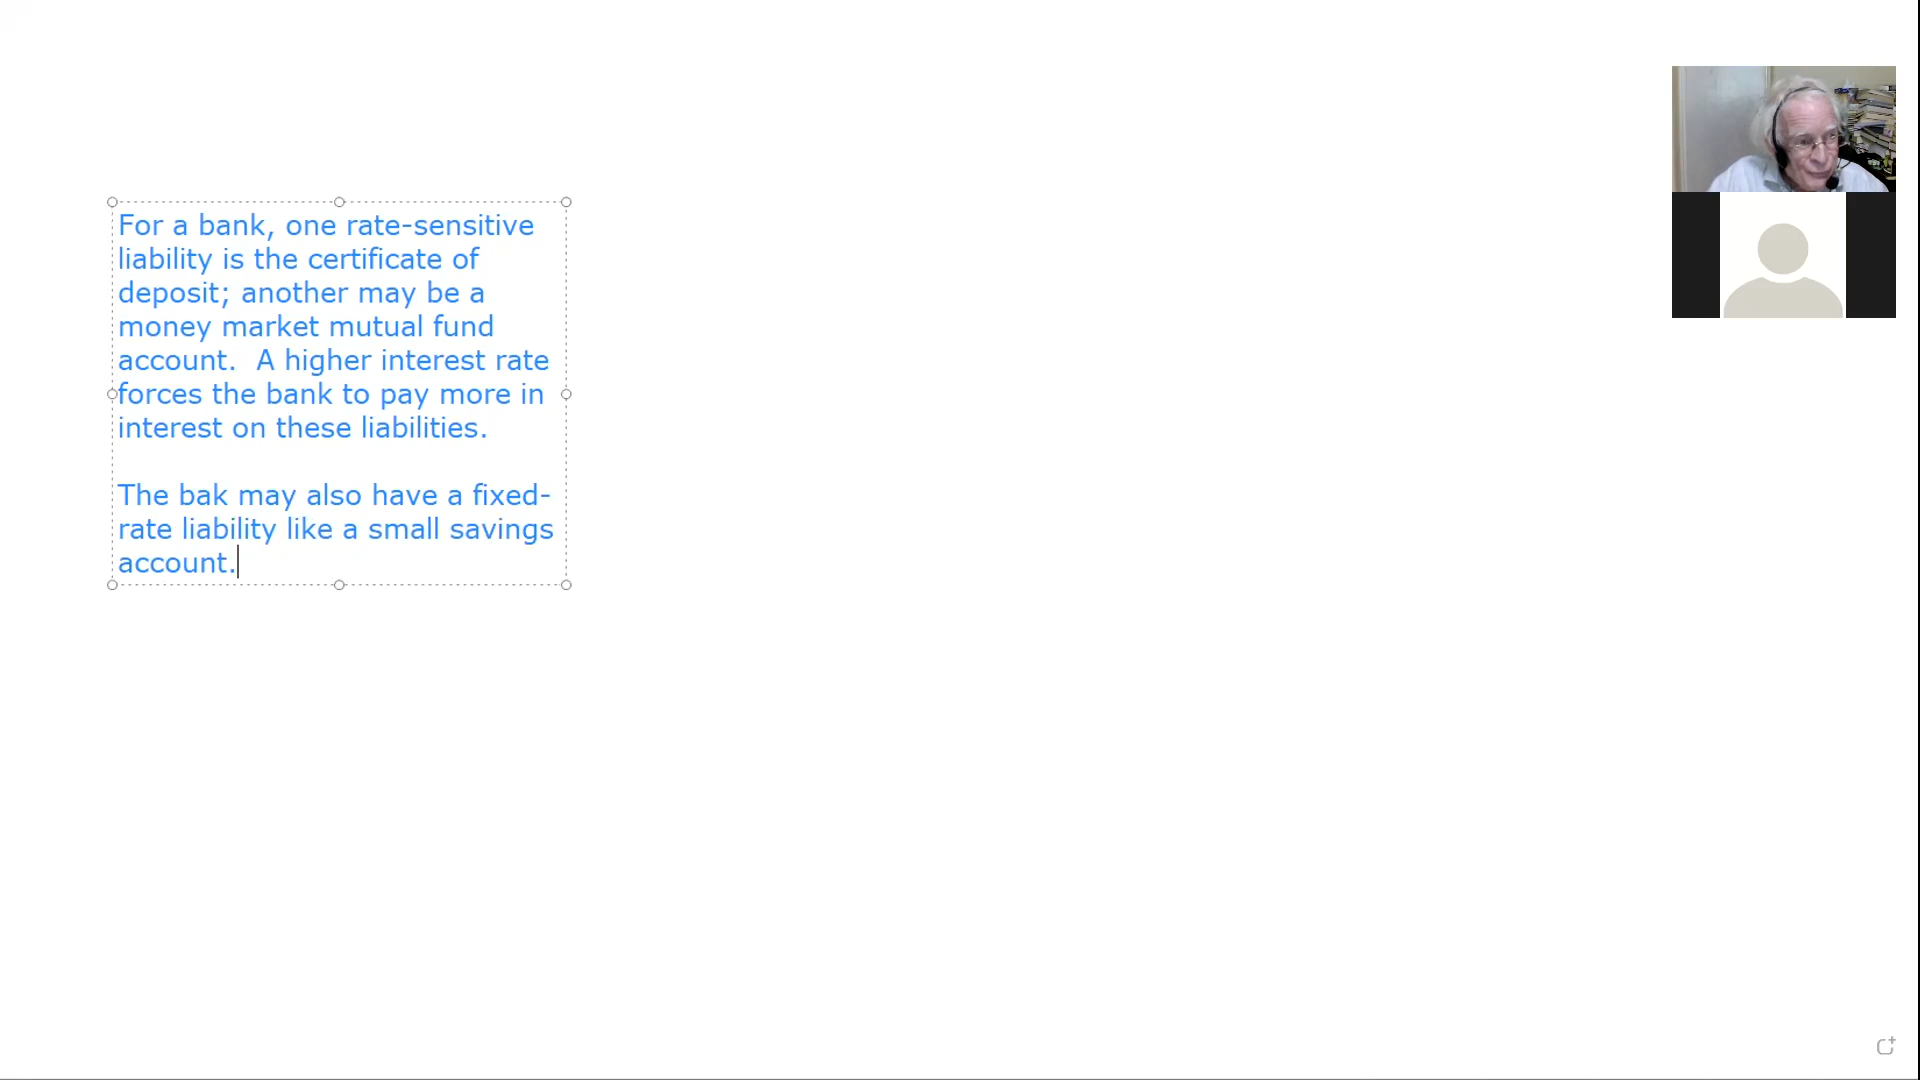 For a bank, one rate-sensitive
liability is the certificate of
deposit; another may be a
money market mutual fund
account.  A higher interest rate
forces the bank to pay more in
interest on these liabilities.

The bak may also have a fixed-
rate liability like a small savings
account.